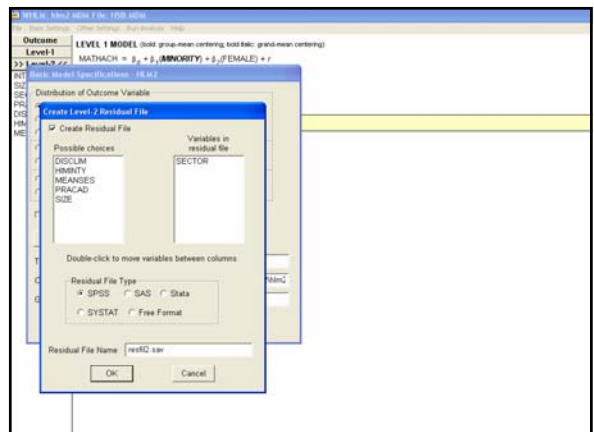 WHLM: hlm2 MDM File: HSB.MDM
File Basic Settings Other Settings Run Analysis Help
Outcome
Level-1
>> Level-2 <<
LEVEL 1 MODEL (bold: group-mean centering; bold italic: grand-mean centering)
MATHACH = β0 + β1(MINORITY) + β2(FEMALE) + r
Basic Model Specifications - HLM2
Distribution of Outcome Variable
Create Level-2 Residual File
Create Residual File
Possible choices
Variables in
residual file
DISCLIM
HIMINTY
MEANSES
PRACAD
SIZE
SECTOR
Double-click to move variables between columns
Residual File Type
SPSS SAS Stata
SYSTAT Free Format
Residual File Name resfil2.sav
OK Cancel